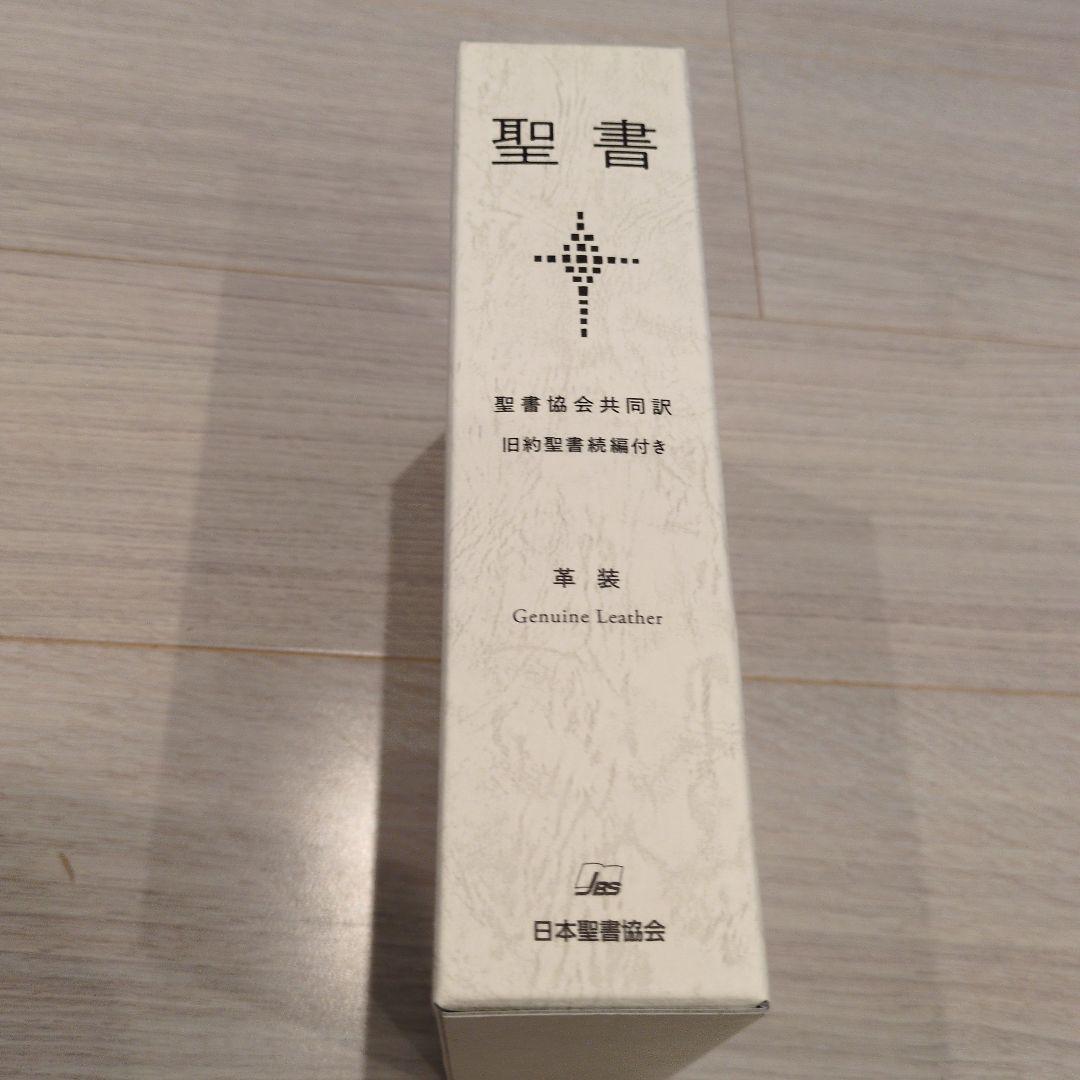 聖書
聖書協会共同訳
旧約聖書続編付き
革装
Genuine Leather
JBS
日本聖書協会